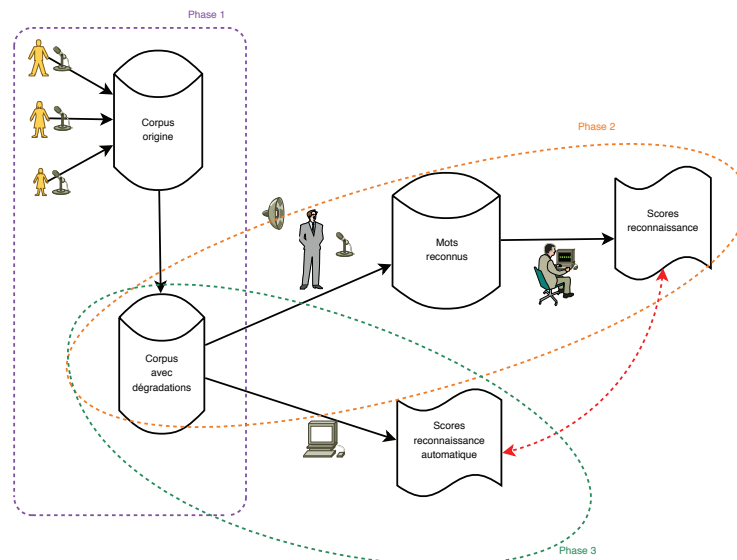 Phase 1
Corpus
origine
Phase 2
Scores
reconnaissance
Mots
reconnus
Corpus
avec
dégradations
Scores
reconnaissance
automatique
Phase 3